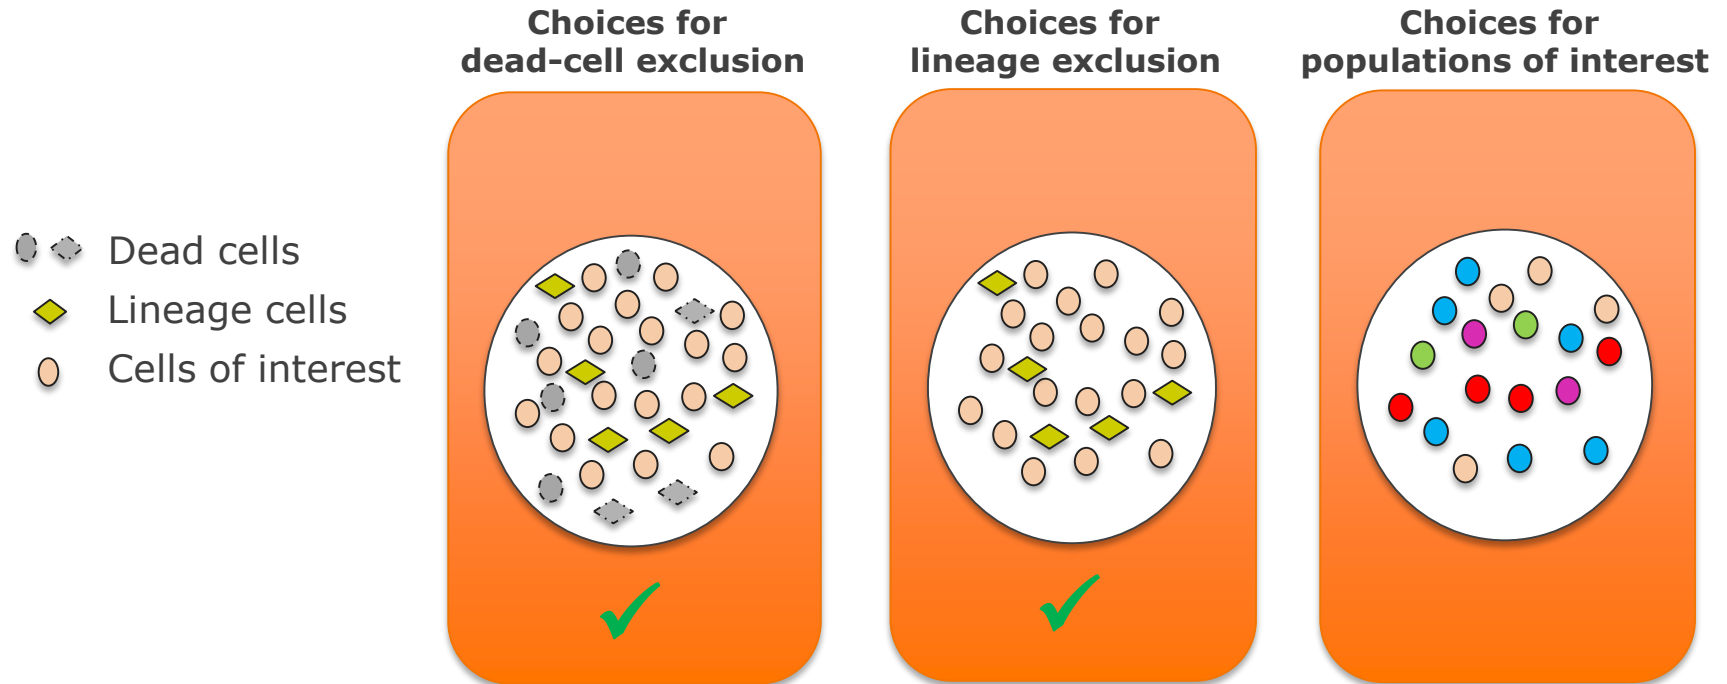 Choices for
dead-cell exclusion
Choices for
lineage exclusion
Choices for
populations of interest
Dead cells
Lineage cells
Cells of interest